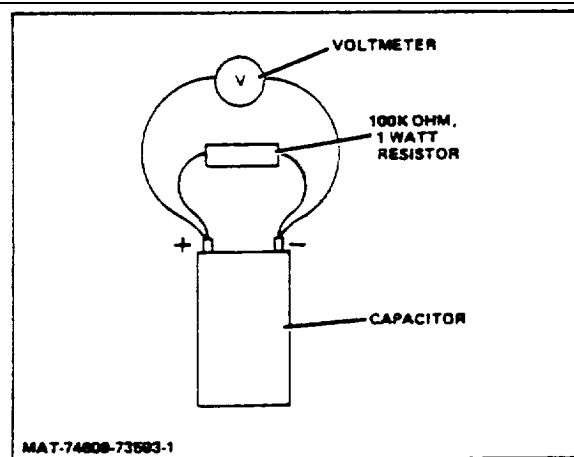 VOLTMETER
V
100K OHM,
1 WATT
RESISTOR
+ −
CAPACITOR